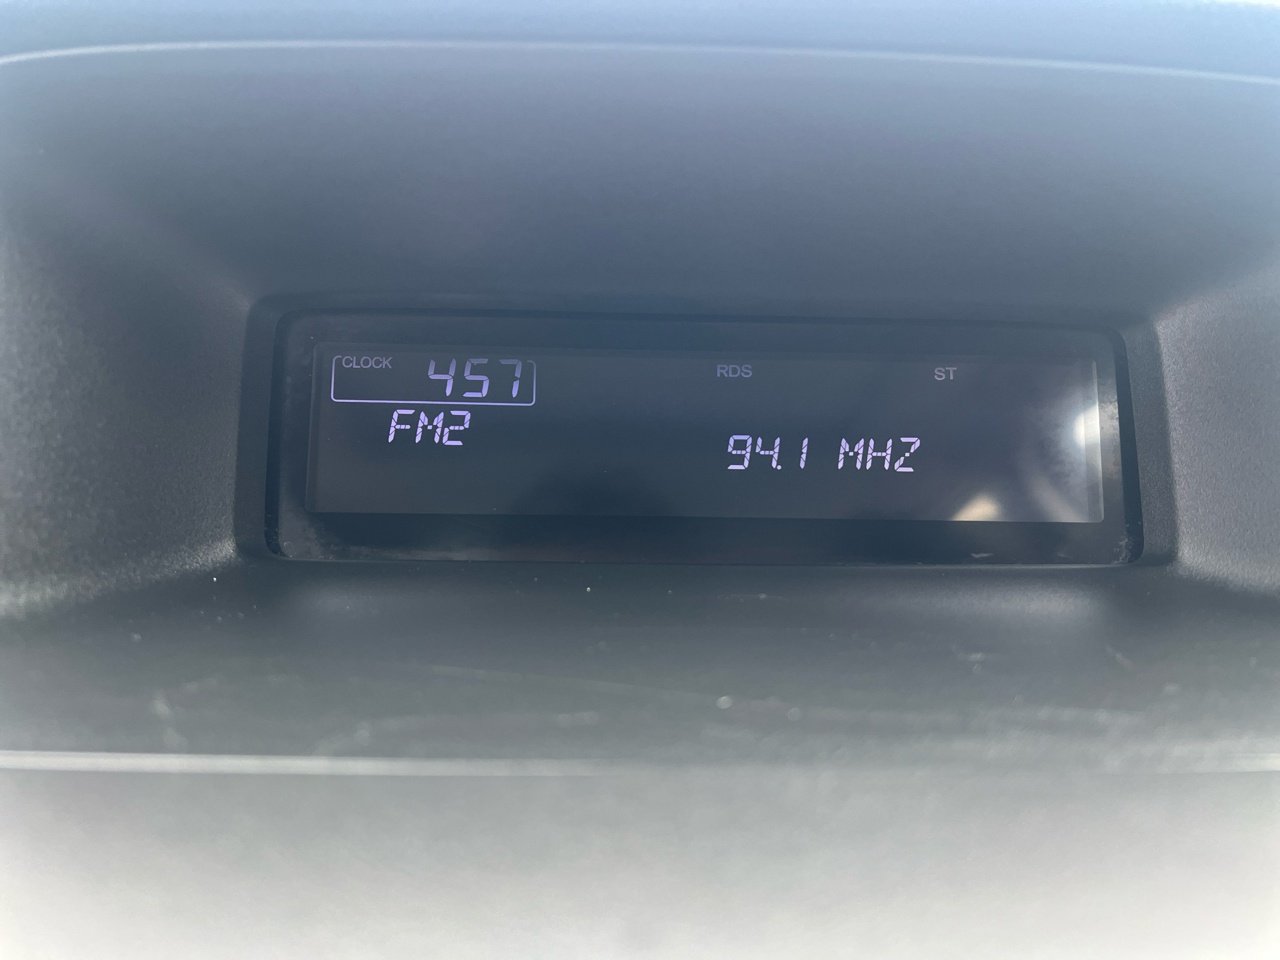 CLOCK 457 RDS ST
FM2
94.1 MHZ